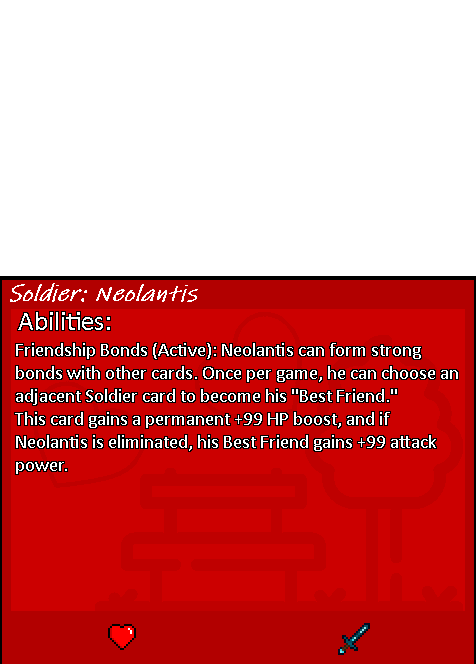 Soldier: Neolantis
Abilities:
Friendship Bonds (Active): Neolantis can form strong
bonds with other cards. Once per game, he can choose an
adjacent Soldier card to become his "Best Friend."
This card gains a permanent +99 HP boost, and if
Neolantis is eliminated, his Best Friend gains +99 attack
power.